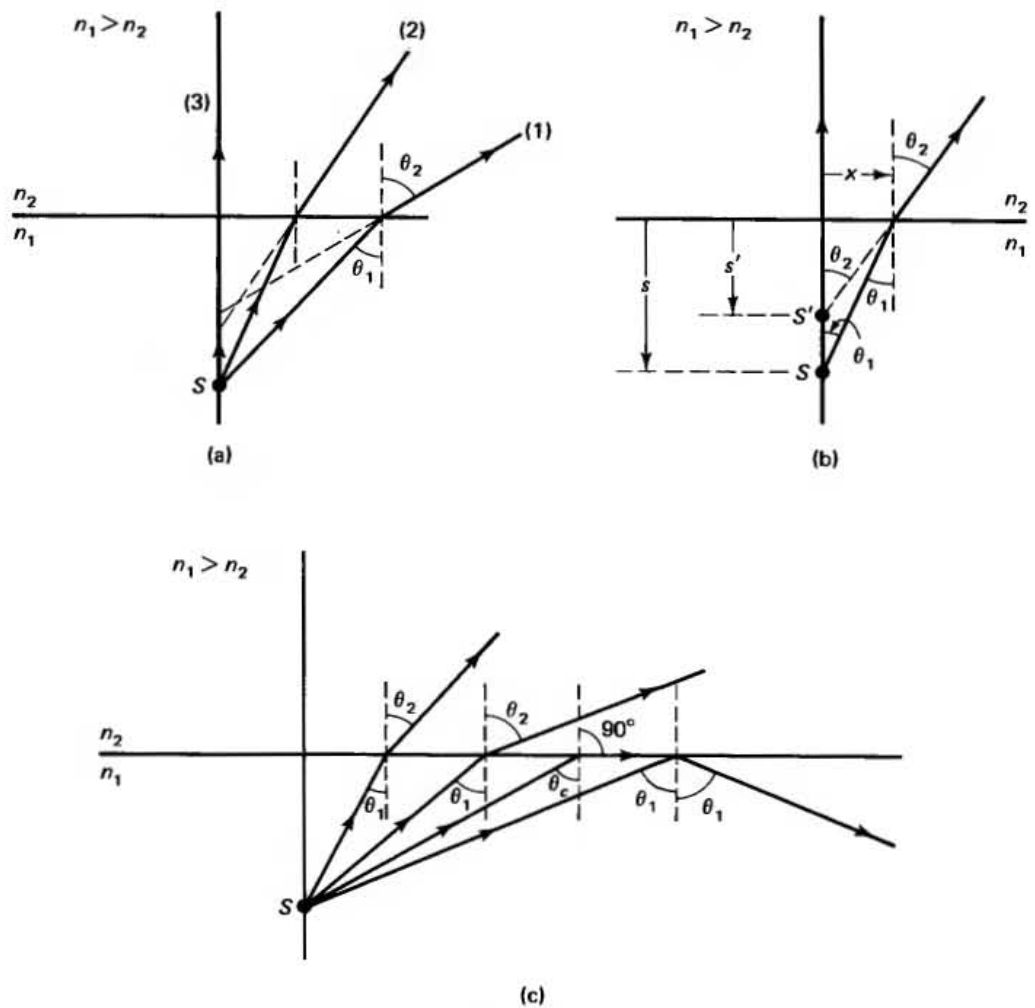 n₁ > n₂
(2)
(3)
(1)
θ₂
n₂
n₁
θ₁
S
(a)
n₁ > n₂
θ₂
x
n₂
n₁
θ₂
s'
s
θ₁
S'
θ₁
S
(b)
n₁ > n₂
θ₂
θ₂
90°
n₂
n₁
θ₁
θ₁
θc
θ₁
θ₁
S
(c)